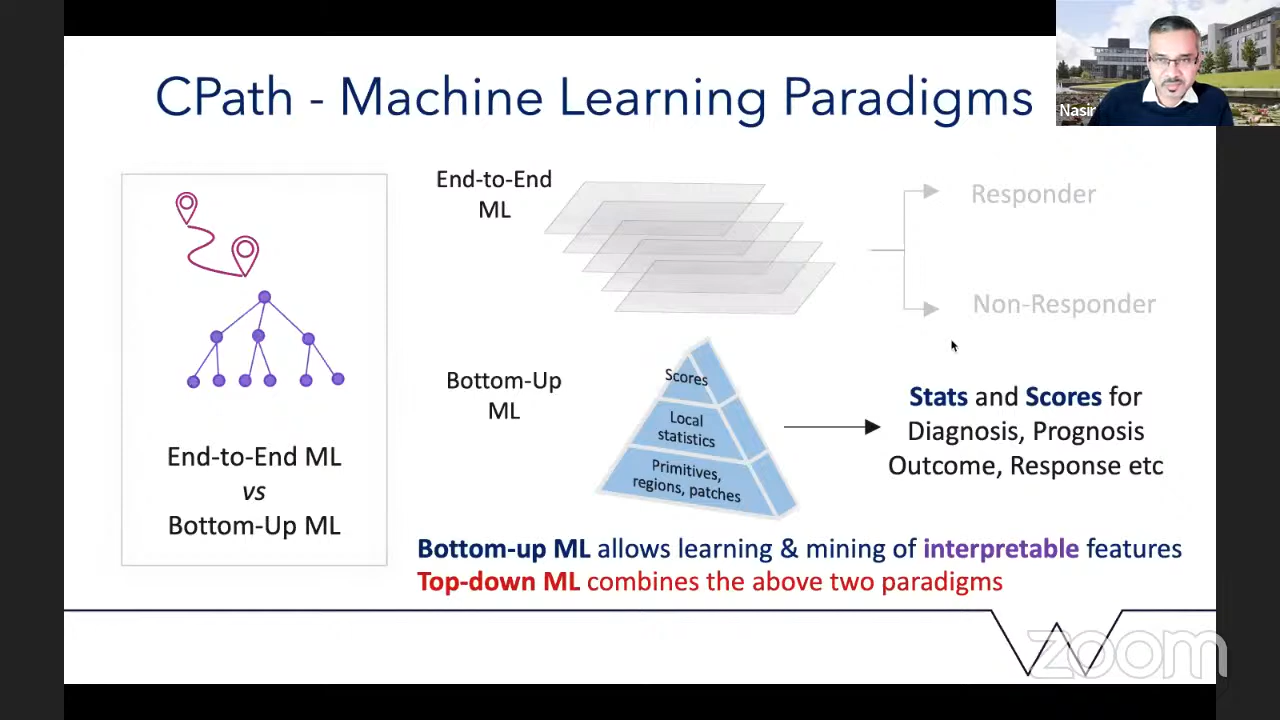 CPath - Machine Learning Paradigms
Nasir
End-to-End ML
vs
Bottom-Up ML
End-to-End
ML
Responder
Non-Responder
Bottom-Up
ML
Scores
Local
statistics
Primitives,
regions, patches
Stats and Scores for
Diagnosis, Prognosis
Outcome, Response etc
Bottom-up ML allows learning & mining of interpretable features
Top-down ML combines the above two paradigms
zoom